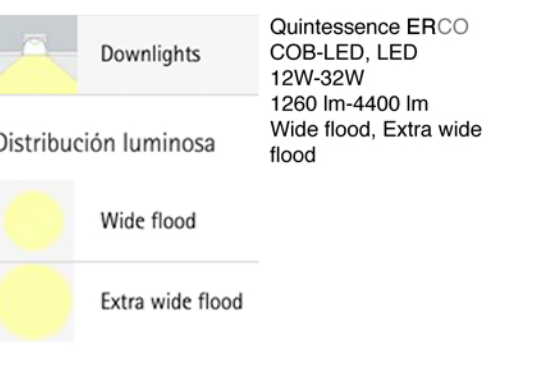 Downlights
Distribución luminosa
Wide flood
Extra wide flood
Quintessence ERCO
COB-LED, LED
12W-32W
1260 lm-4400 lm
Wide flood, Extra wide
flood